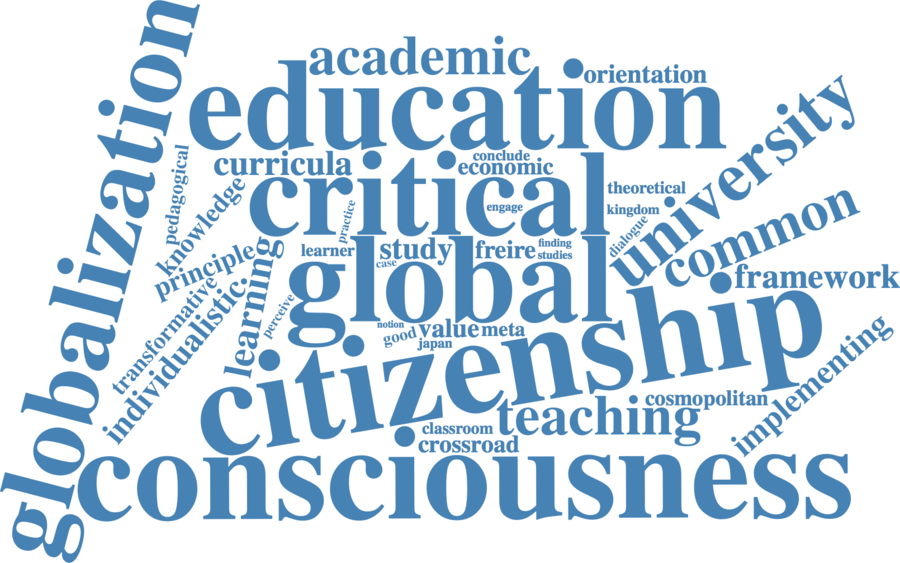 globalization
academic
orientation
education
university
curricula
conclude
economic
critical
theoretical
pedagogical
knowledge
practice
engage
kingdom
dialogue
common
principle
learning
learner
study
case
freire
finding
studies
global
framework
transformative
individualistic.
perceive
notion
good
value
meta
japan
citizenship
implementing
cosmopolitan
teaching
classroom
crossroad
consciousness